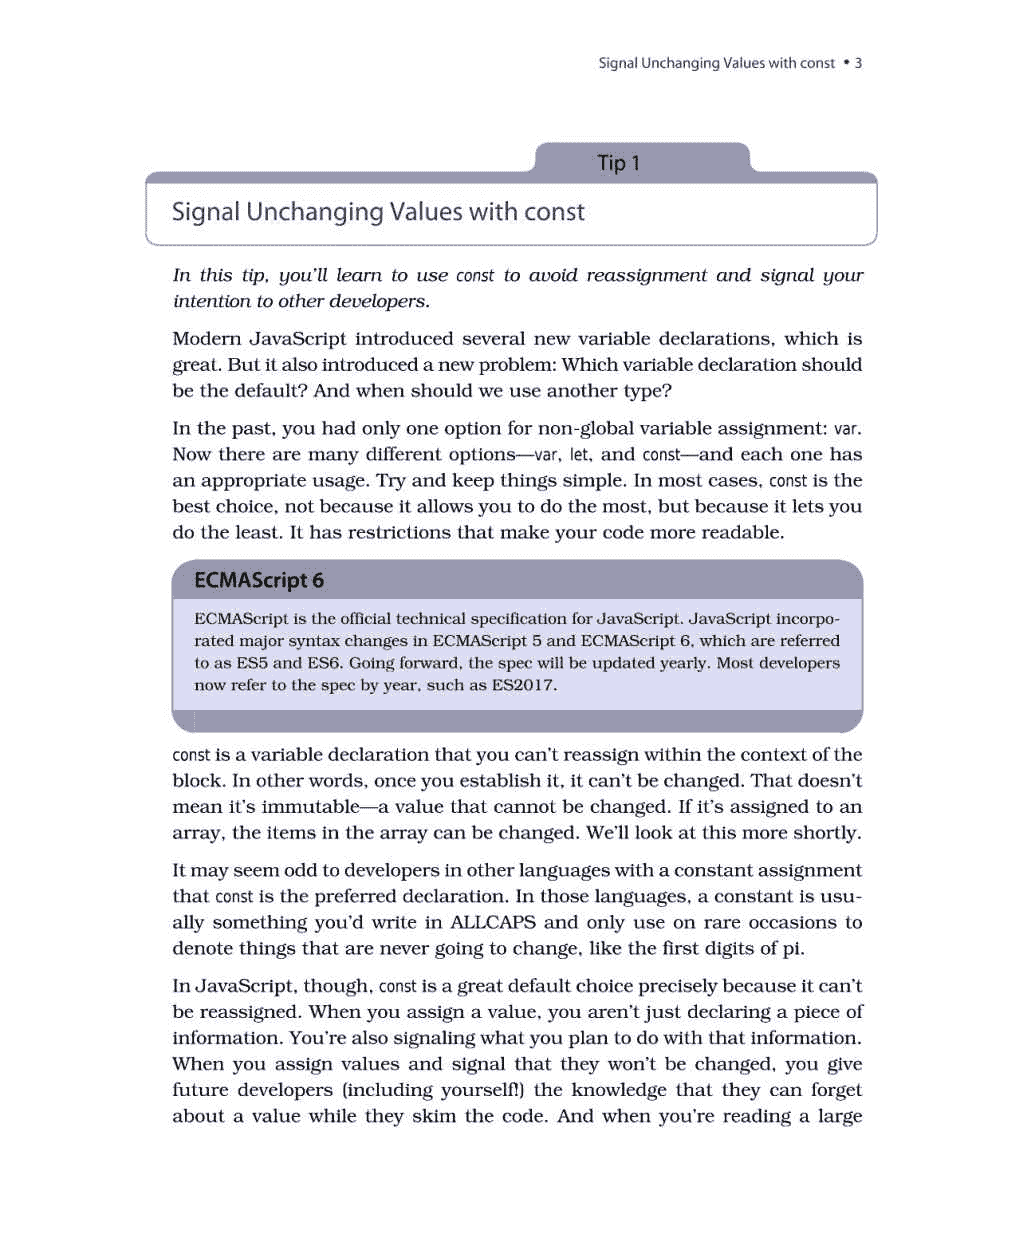 Signal Unchanging Values with const • 3
Tip 1
Signal Unchanging Values with const
In this tip, you'll learn to use const to avoid reassignment and signal your
intention to other developers.
Modern JavaScript introduced several new variable declarations, which is
great. But it also introduced a new problem: Which variable declaration should
be the default? And when should we use another type?
In the past, you had only one option for non-global variable assignment: var.
Now there are many different options—var, let, and const—and each one has
an appropriate usage. Try and keep things simple. In most cases, const is the
best choice, not because it allows you to do the most, but because it lets you
do the least. It has restrictions that make your code more readable.
ECMAScript 6
ECMAScript is the official technical specification for JavaScript. JavaScript incorpo-
rated major syntax changes in ECMAScript 5 and ECMAScript 6, which are referred
to as ES5 and ES6. Going forward, the spec will be updated yearly. Most developers
now refer to the spec by year, such as ES2017.
const is a variable declaration that you can't reassign within the context of the
block. In other words, once you establish it, it can't be changed. That doesn't
mean it's immutable—a value that cannot be changed. If it's assigned to an
array, the items in the array can be changed. We'll look at this more shortly.
It may seem odd to developers in other languages with a constant assignment
that const is the preferred declaration. In those languages, a constant is usu-
ally something you'd write in ALLCAPS and only use on rare occasions to
denote things that are never going to change, like the first digits of pi.
In JavaScript, though, const is a great default choice precisely because it can't
be reassigned. When you assign a value, you aren't just declaring a piece of
information. You're also signaling what you plan to do with that information.
When you assign values and signal that they won't be changed, you give
future developers (including yourself!) the knowledge that they can forget
about a value while they skim the code. And when you're reading a large